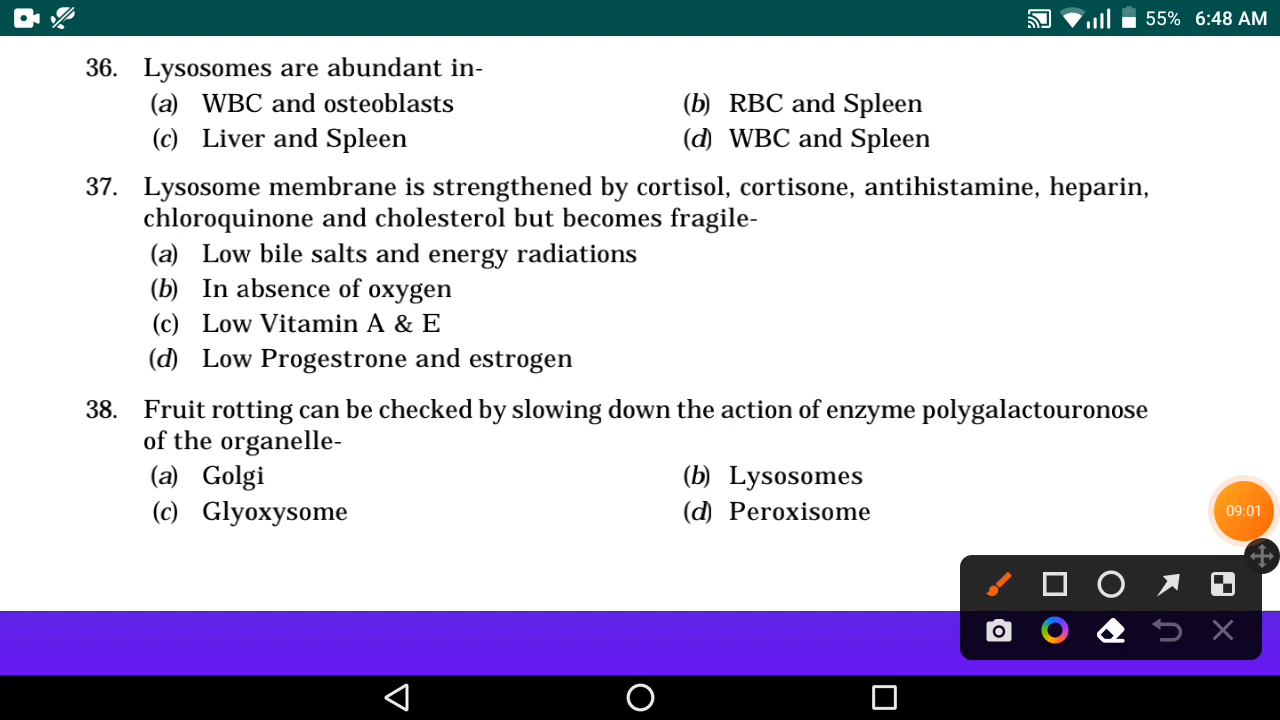 55% 6:48 AM
36. Lysosomes are abundant in-
(a) WBC and osteoblasts (b) RBC and Spleen
(c) Liver and Spleen (d) WBC and Spleen
37. Lysosome membrane is strengthened by cortisol, cortisone, antihistamine, heparin,
chloroquinone and cholesterol but becomes fragile-
(a) Low bile salts and energy radiations
(b) In absence of oxygen
(c) Low Vitamin A & E
(d) Low Progestrone and estrogen
38. Fruit rotting can be checked by slowing down the action of enzyme polygalactouronose
of the organelle-
(a) Golgi (b) Lysosomes
(c) Glyoxysome (d) Peroxisome
09:01